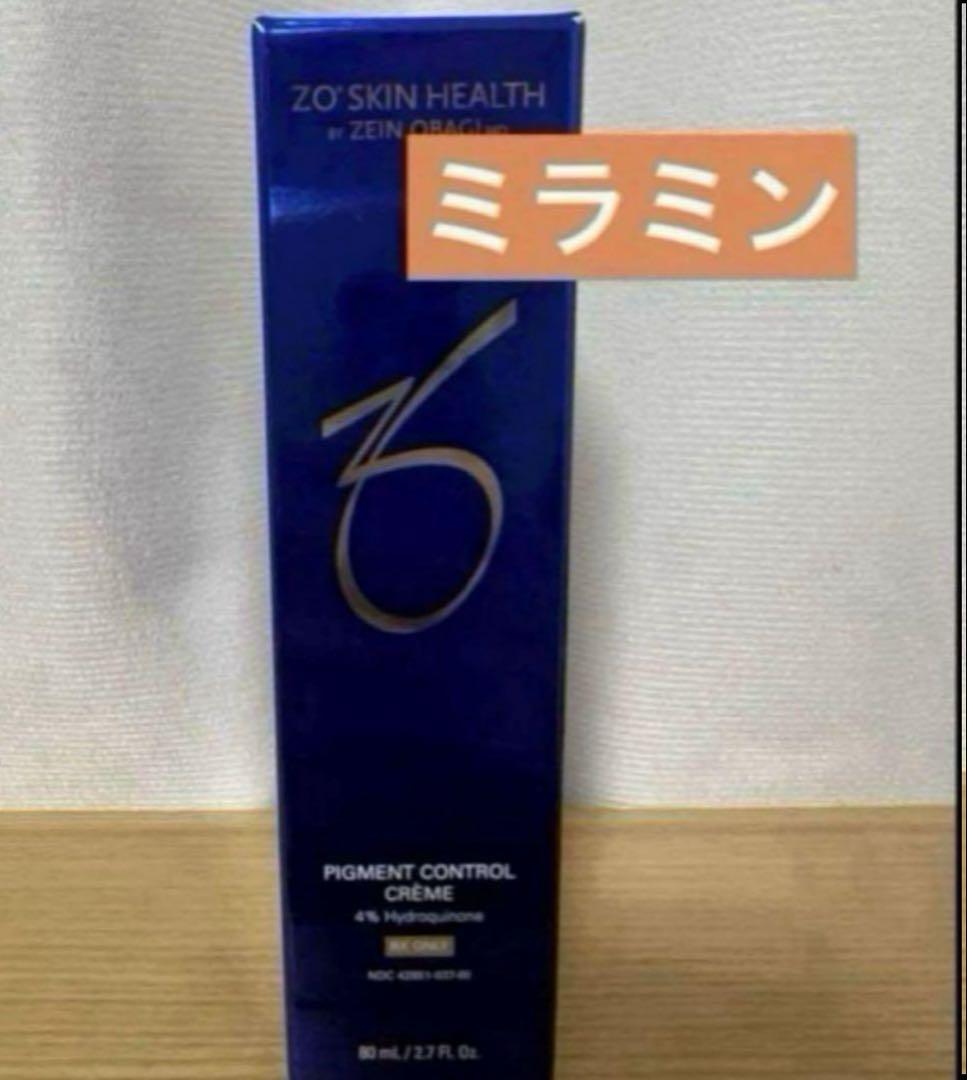 ZO® SKIN HEALTH
BY ZEIN OBAGI MD
ミラミン
PIGMENT CONTROL
CRÈME
4% Hydroquinone
RX ONLY
80 mL / 2.7 Fl. Oz.